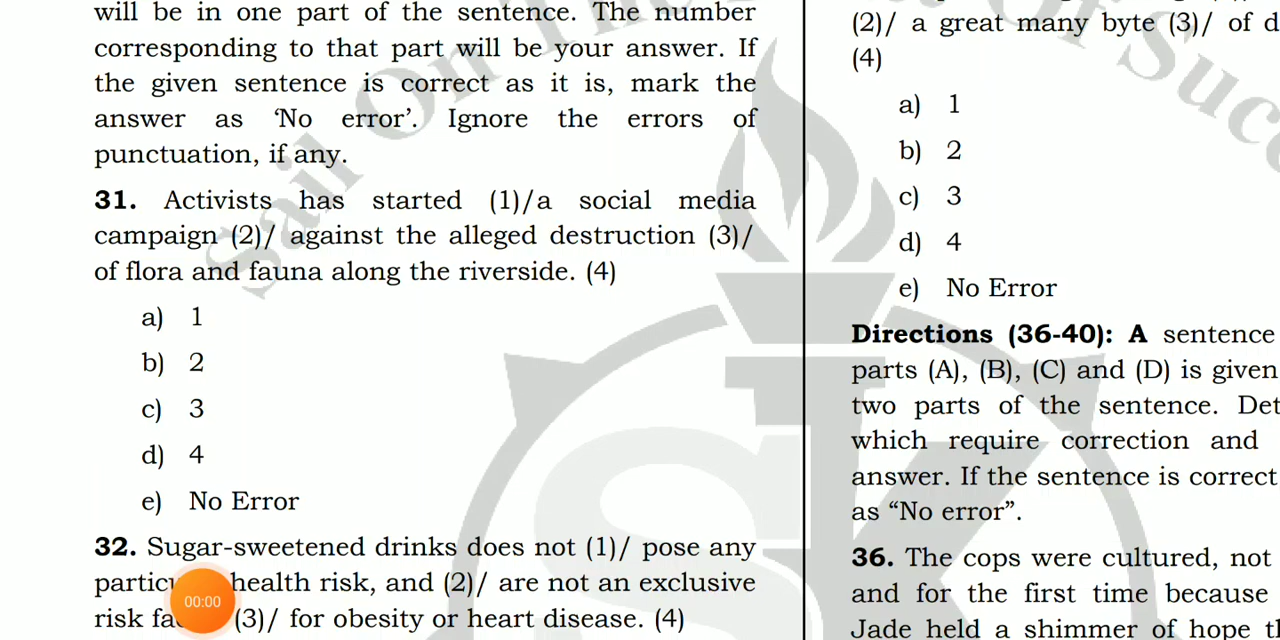 will be in one part of the sentence. The number
corresponding to that part will be your answer. If
the given sentence is correct as it is, mark the
answer as ‘No error’. Ignore the errors of
punctuation, if any.
31. Activists has started (1)/a social media
campaign (2)/ against the alleged destruction (3)/
of flora and fauna along the riverside. (4)
a) 1
b) 2
c) 3
d) 4
e) No Error
32. Sugar-sweetened drinks does not (1)/ pose any
health risk, and (2)/ are not an exclusive
risk (3)/ for obesity or heart disease. (4)
00:00
(2)/ a great many byte (3)/ of
(4)
a) 1
b) 2
c) 3
d) 4
e) No Error
Directions (36-40): A sentence
parts (A), (B), (C) and (D) is given
two parts of the sentence.
which require correction and
answer. If the sentence is correct
as “No error”.
36. The cops were cultured, not
and for the first time because
Jade held a shimmer of hope
Sail On The
Of